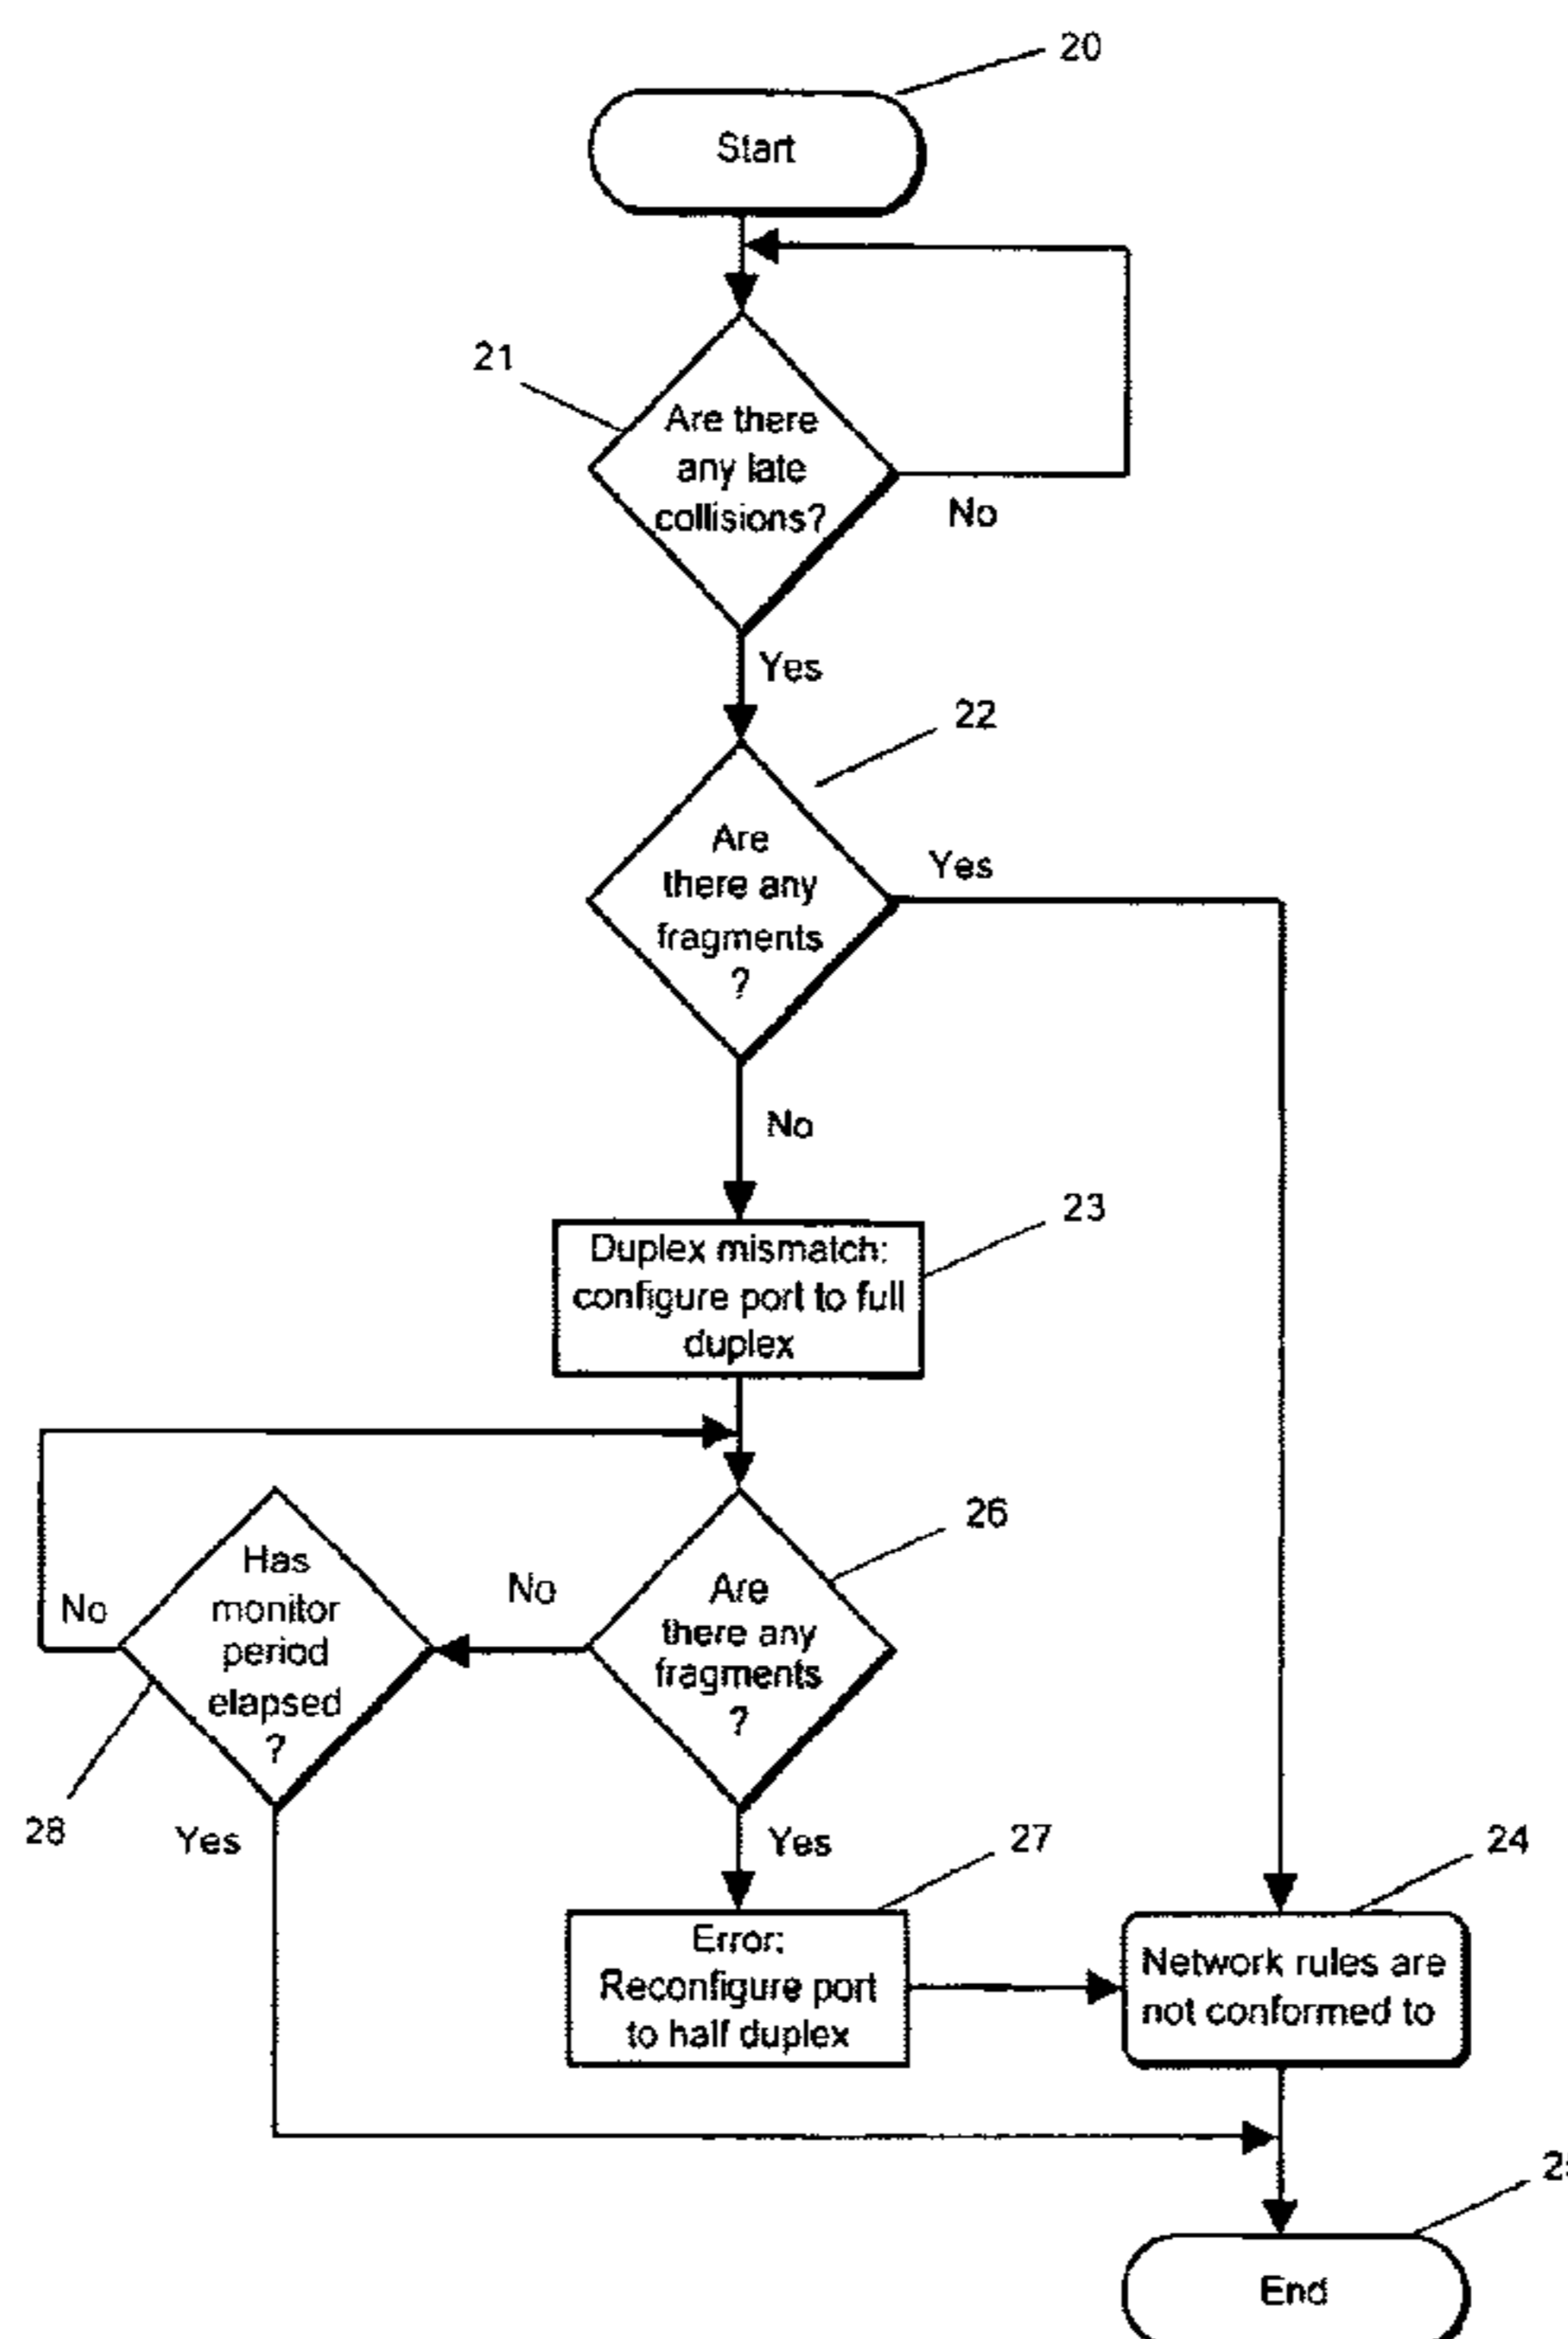 20
Start
21
Are there
any late
collisions?
No
Yes
22
Are
there any
fragments
?
Yes
No
23
Duplex mismatch:
configure port to full
duplex
26
Has
monitor
period
elapsed
?
No
No
Are
there any
fragments
?
28
Yes
Yes
27
24
Error:
Reconfigure port
to half duplex
Network rules are
not conformed to
End